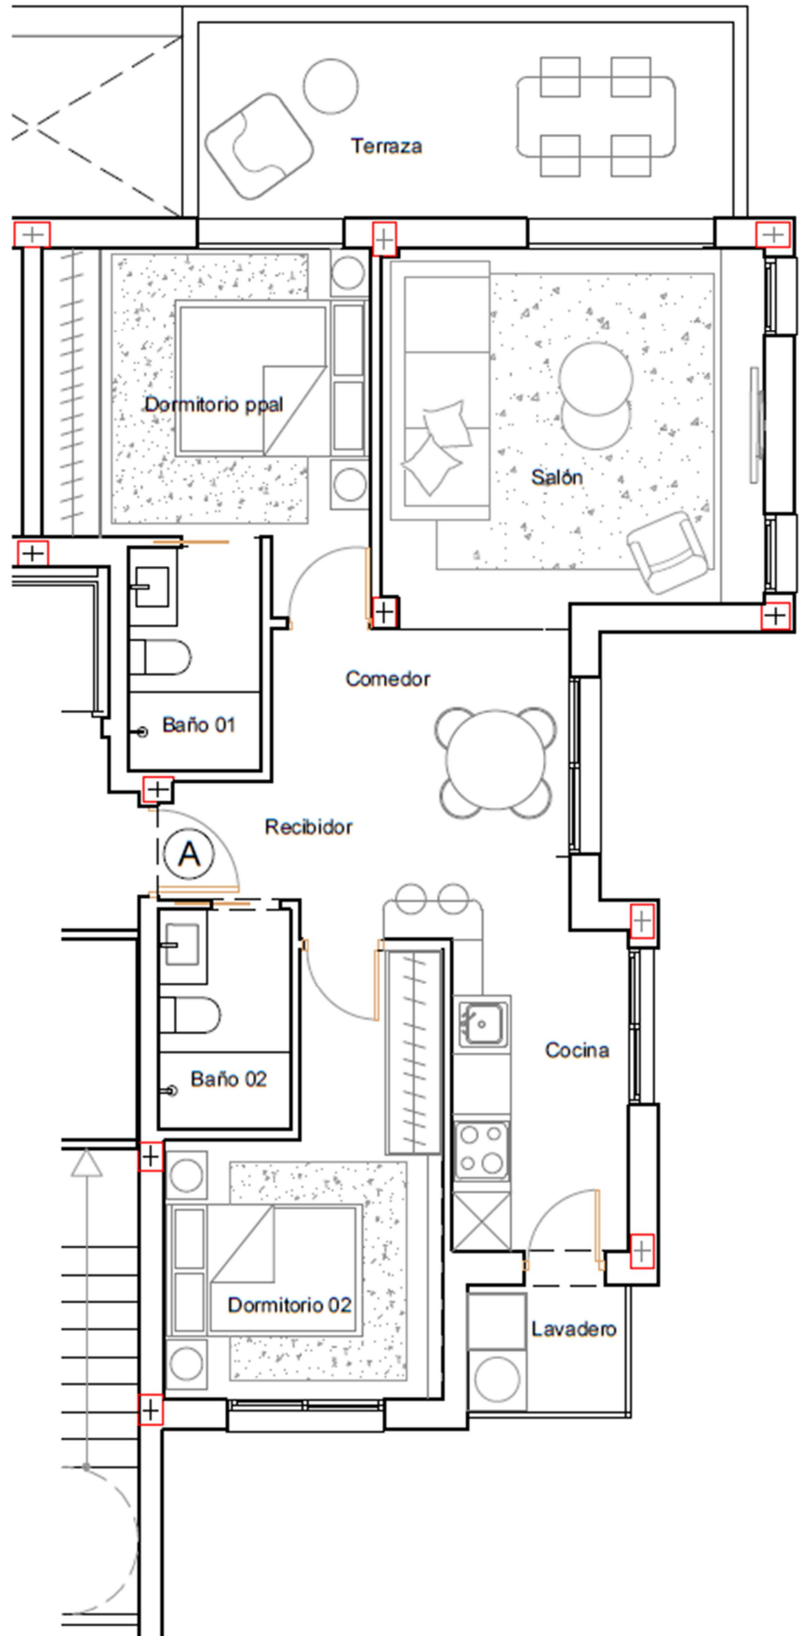 Terraza
Dormitorio ppal
Salón
Comedor
Baño 01
Recibidor
A
Cocina
Baño 02
Dormitorio 02
Lavadero